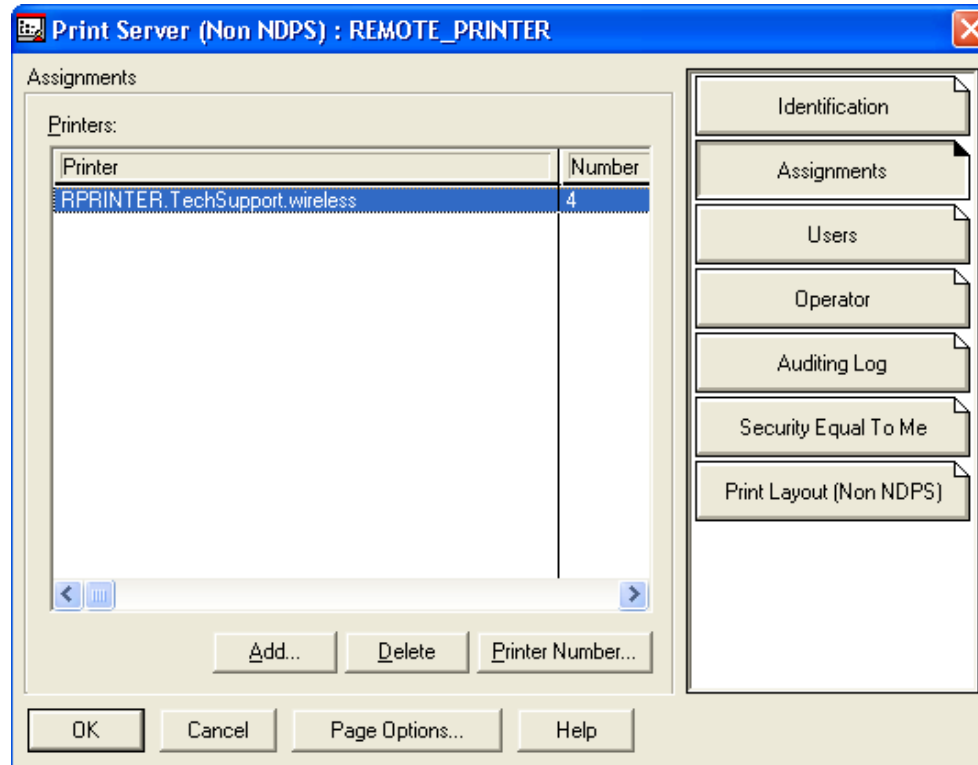 Print Server (Non NDPS) : REMOTE_PRINTER
Assignments
Printers:
Printer Number
RPRINTER.TechSupport.wireless 4
Add... Delete Printer Number...
OK Cancel Page Options... Help
Identification
Assignments
Users
Operator
Auditing Log
Security Equal To Me
Print Layout (Non NDPS)